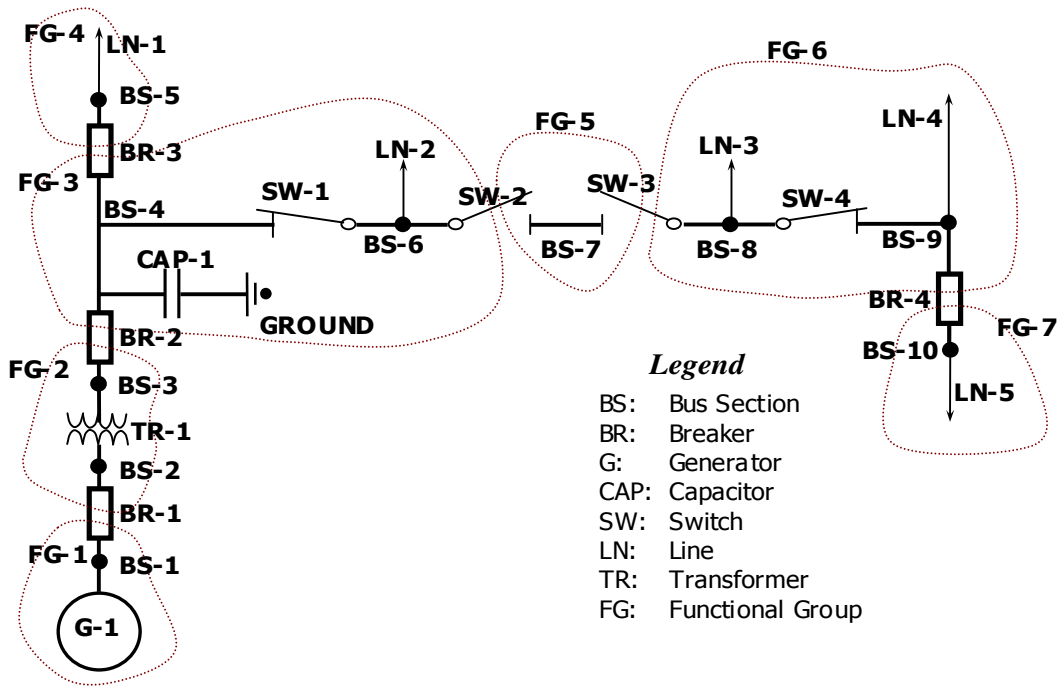 FG-4
LN-1
BS-5
BR-3
FG-3
BS-4
SW-1
LN-2
BS-6
SW-2
FG-5
BS-7
SW-3
LN-3
BS-8
SW-4
FG-6
LN-4
BS-9
CAP-1
GROUND
BR-2
FG-2
BS-3
TR-1
BS-2
BR-1
FG-1
BS-1
G-1
BR-4
FG-7
BS-10
LN-5
Legend
BS: Bus Section
BR: Breaker
G: Generator
CAP: Capacitor
SW: Switch
LN: Line
TR: Transformer
FG: Functional Group